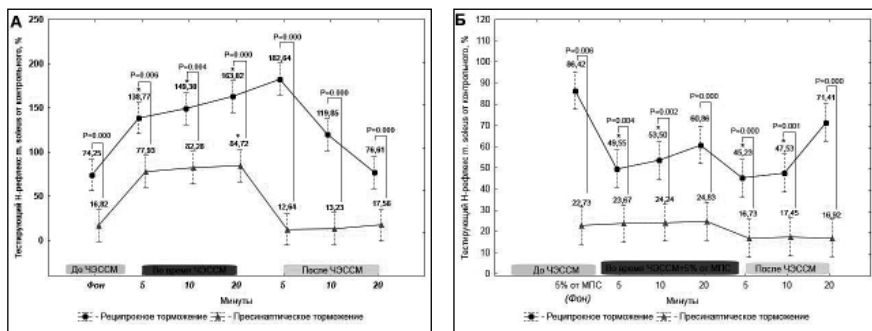 А
Тестирующий Н-рефлекс m. soleus от контрольного, %
250
200
150
100
50
0
P=0.000
74,25
16,82
P=0.006
138,77
77,93
P=0.004
149,30
82,28
P=0.000
163,02
84,72
P=0.000
182,64
12,64
P=0.000
119,85
13,23
P=0.000
76,61
17,56
До ЧЭССМ
Во время ЧЭССМ
После ЧЭССМ
Фон 5 10 20 5 10 20
Минуты
- Реципрокное торможение - Пресинаптическое торможение
Б
Тестирующий Н-рефлекс m. soleus от контрольного, %
120
110
100
90
80
70
60
50
40
30
20
10
0
-10
P=0.006
86,42
22,73
P=0.004
49,55
23,67
P=0.002
53,50
24,24
P=0.000
60,86
24,83
P=0.000
45,23
16,73
P=0.001
47,53
17,45
P=0.000
71,41
16,92
До ЧЭССМ
Во время ЧЭССМ+5% от МПС
После ЧЭССМ
5% от МПС 5 10 20 5 10 20
(Фон)
Минуты
- Реципрокное торможение - Пресинаптическое торможение